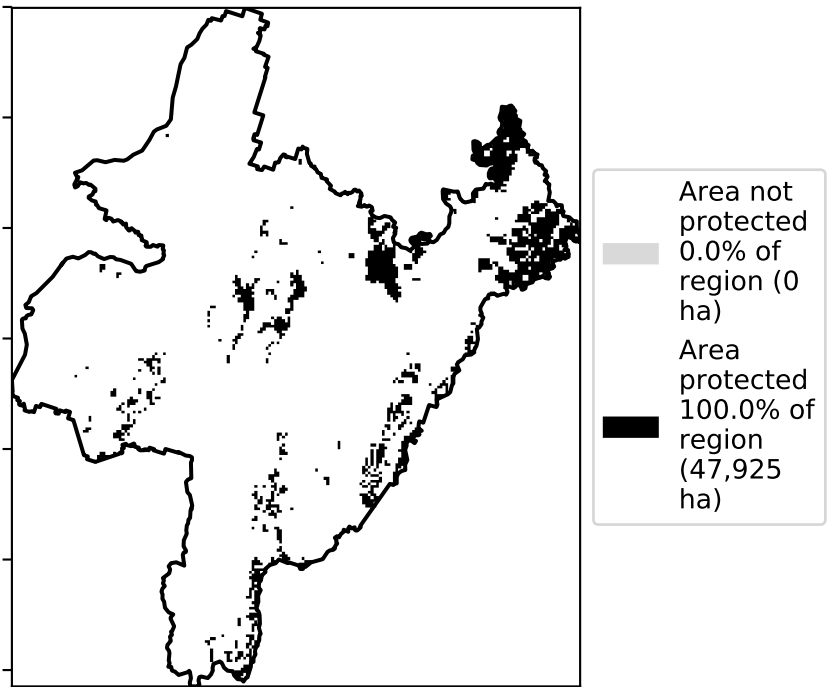 Area not
protected
0.0% of
region (0
ha)
Area
protected
100.0% of
region
(47,925
ha)